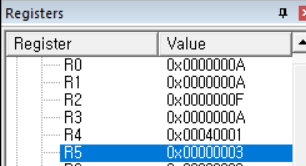 Registers
Register Value
R0 0x0000000A
R1 0x0000000A
R2 0x0000000F
R3 0x0000000A
R4 0x00040001
R5 0x00000003